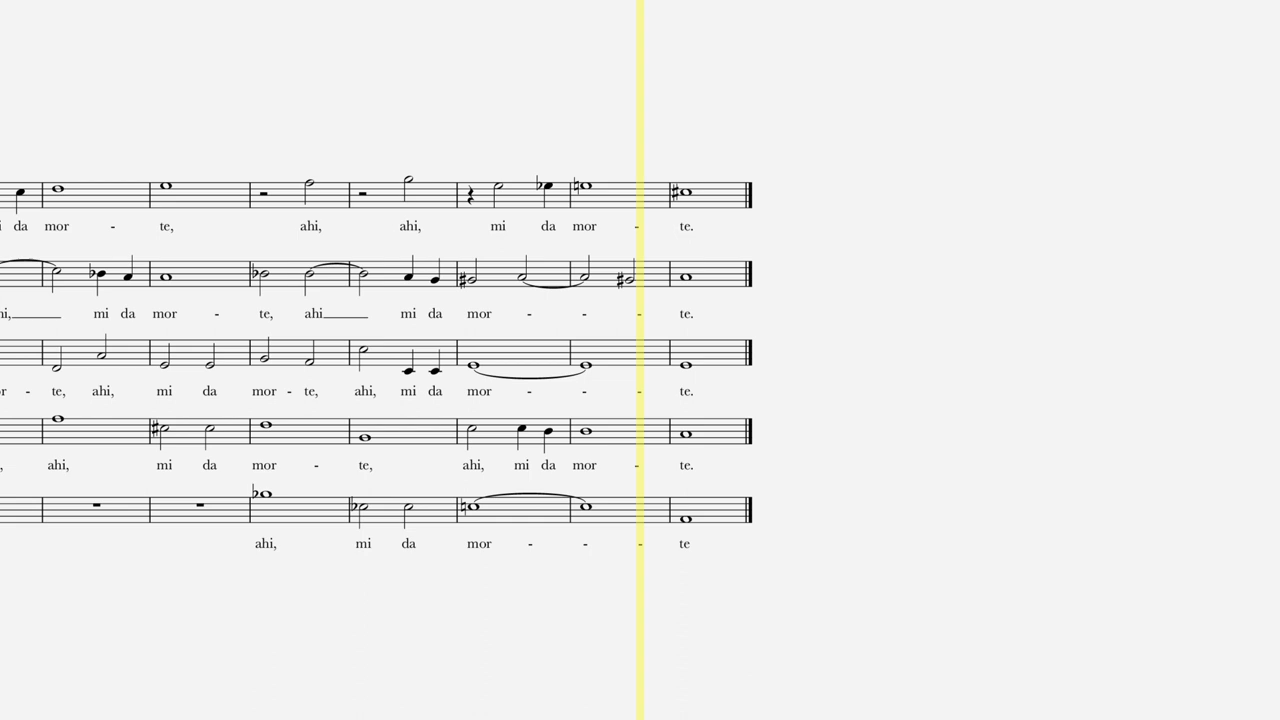 da mor - te, ahi, ahi, mi da mor - te.
mi da mor - te, ahi mi da mor - - - te.
- te, ahi, mi da mor - te, ahi, mi da mor - - - te.
ahi, mi da mor - te, ahi, mi da mor - te.
ahi, mi da mor - - - te